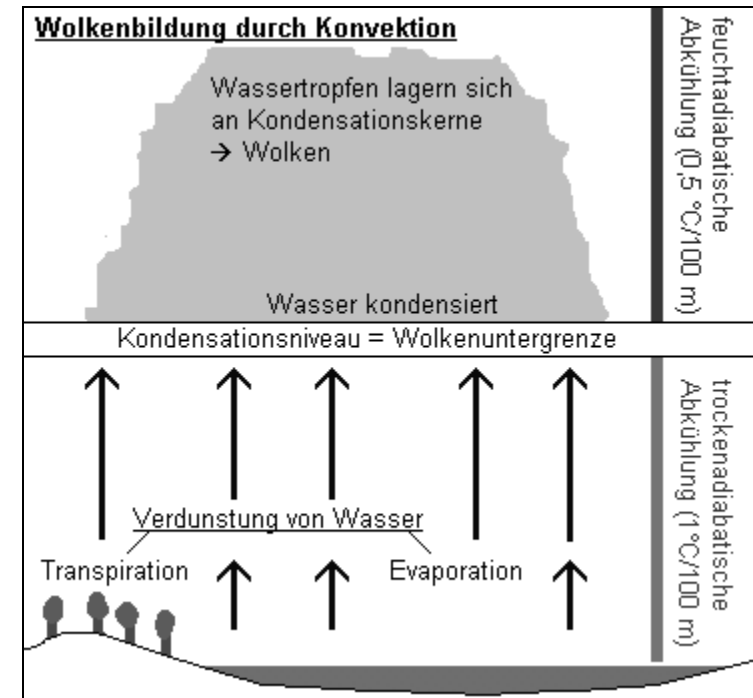 Wolkenbildung durch Konvektion
Wassertropfen lagern sich
an Kondensationskerne
→ Wolken
Wasser kondensiert
Kondensationsniveau = Wolkenuntergrenze
Verdunstung von Wasser
Transpiration
Evaporation
feuchtadiabatische
Abkühlung (0,5 °C/100 m)
trockenadiabatische
Abkühlung (1°C/100 m)